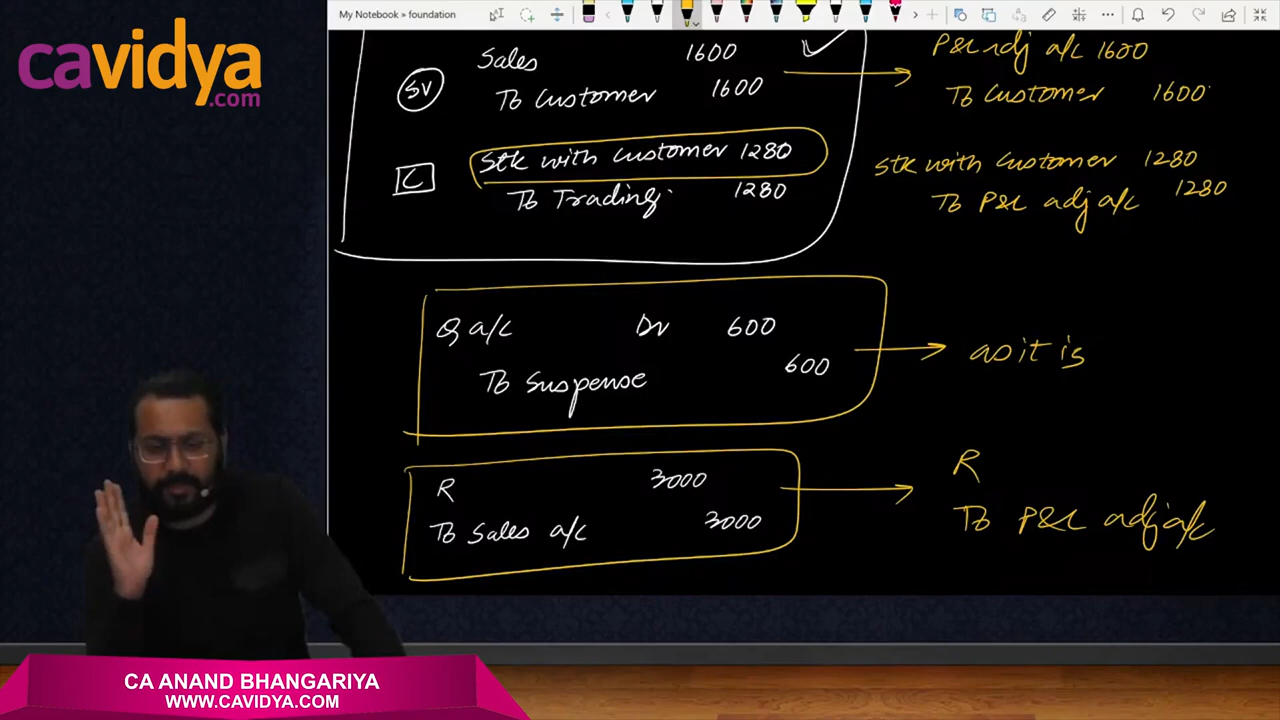 My Notebook » foundation
cavidya
.com
Sales 1600
SV
To Customer 1600
P&L adj a/c 1600
To Customer 1600
Stk with Customer 1280
C
To Trading 1280
Stk with Customer 1280
To P&L adj a/c 1280
Q a/c Dr 600
To Suspense 600
as it is
R 3000
To Sales a/c 3000
R
To P&L adj a/c
CA ANAND BHANGARIYA
WWW.CAVIDYA.COM